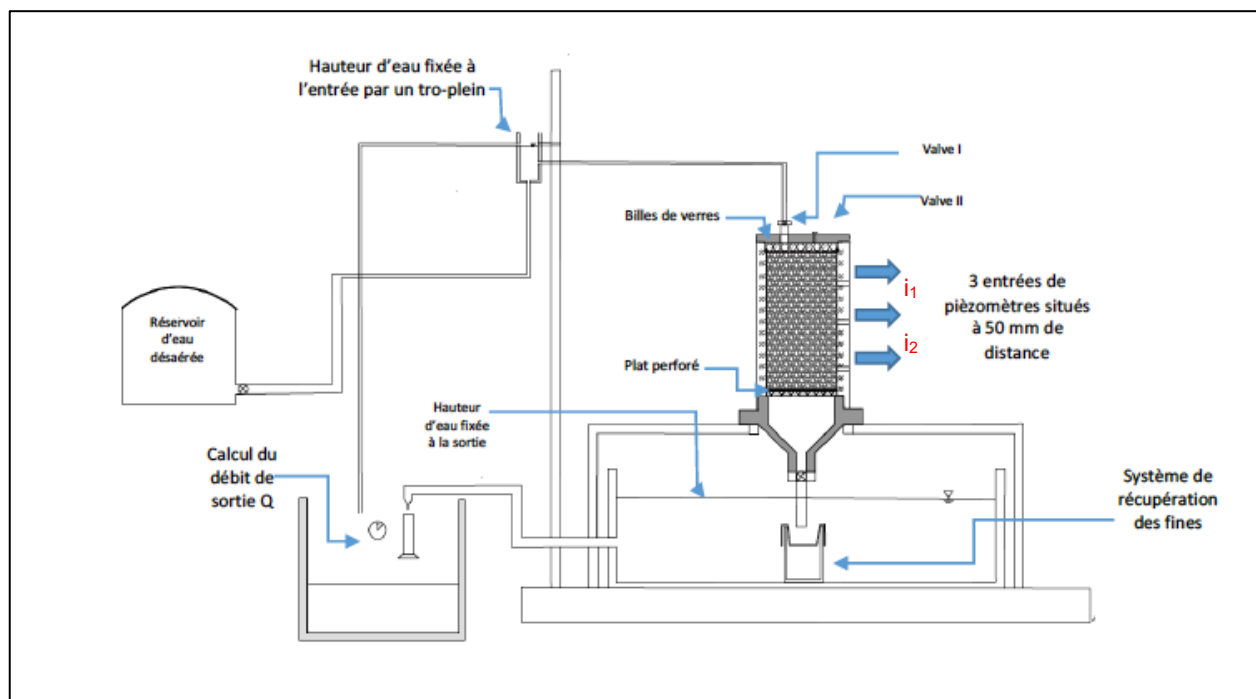 Hauteur d'eau fixée à
l'entrée par un tro-plein
Valve I
Billes de verres
Valve II
i₁
3 entrées de
pièzomètres situés
à 50 mm de
distance
i₂
Réservoir
d'eau
désaérée
Plat perforé
Hauteur
d'eau fixée
à la sortie
Calcul du
débit de
sortie Q
Système de
récupération
des fines